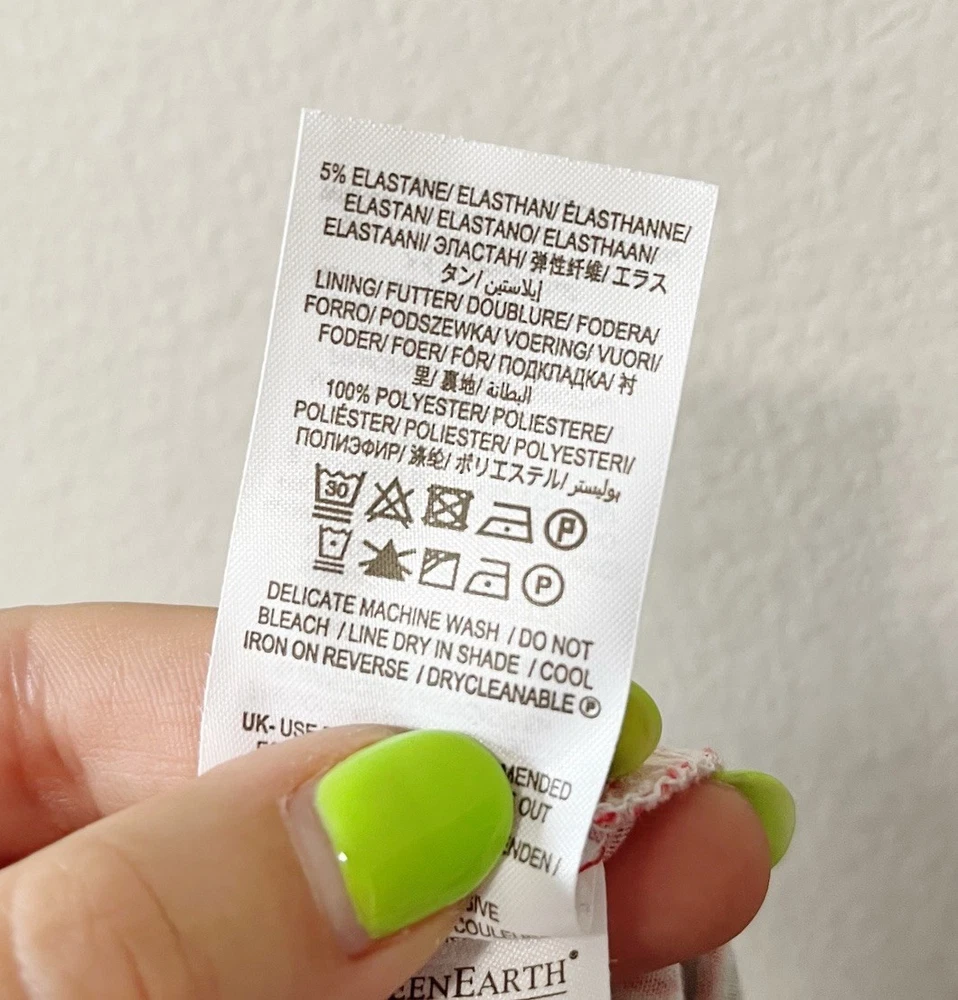 5% ELASTANE/ ELASTHAN/ ÉLASTHANNE/
ELASTAN/ ELASTANO/ ELASTHAAN/
ELASTAANI/ ЭЛАСТАН/ 弹性纤维/ エラス
タン/ إيلاستين
LINING/ FUTTER/ DOUBLURE/ FODERA/
FORRO/ PODSZEWKA/ VOERING/ VUORI/
FODER/ FOER/ FÔR/ ПОДКЛАДКА/ 衬
里/ 裏地/ البطانة
100% POLYESTER/ POLIESTERE/
POLIÉSTER/ POLIESTER/ POLYESTERI/
ПОЛИЭФИР/ 涤纶/ ポリエステル/ بوليستر
30 P
P
DELICATE MACHINE WASH / DO NOT
BLEACH / LINE DRY IN SHADE / COOL
IRON ON REVERSE / DRYCLEANABLE Ⓟ
UK- USE
OUT